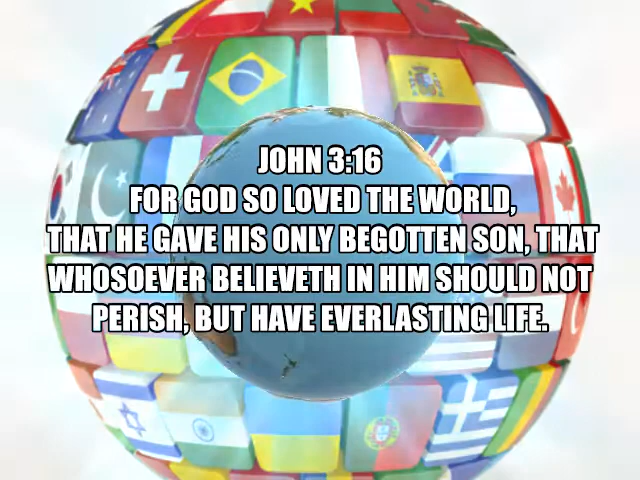 JOHN 3:16
FOR GOD SO LOVED THE WORLD,
THAT HE GAVE HIS ONLY BEGOTTEN SON, THAT
WHOSOEVER BELIEVETH IN HIM SHOULD NOT
PERISH, BUT HAVE EVERLASTING LIFE.